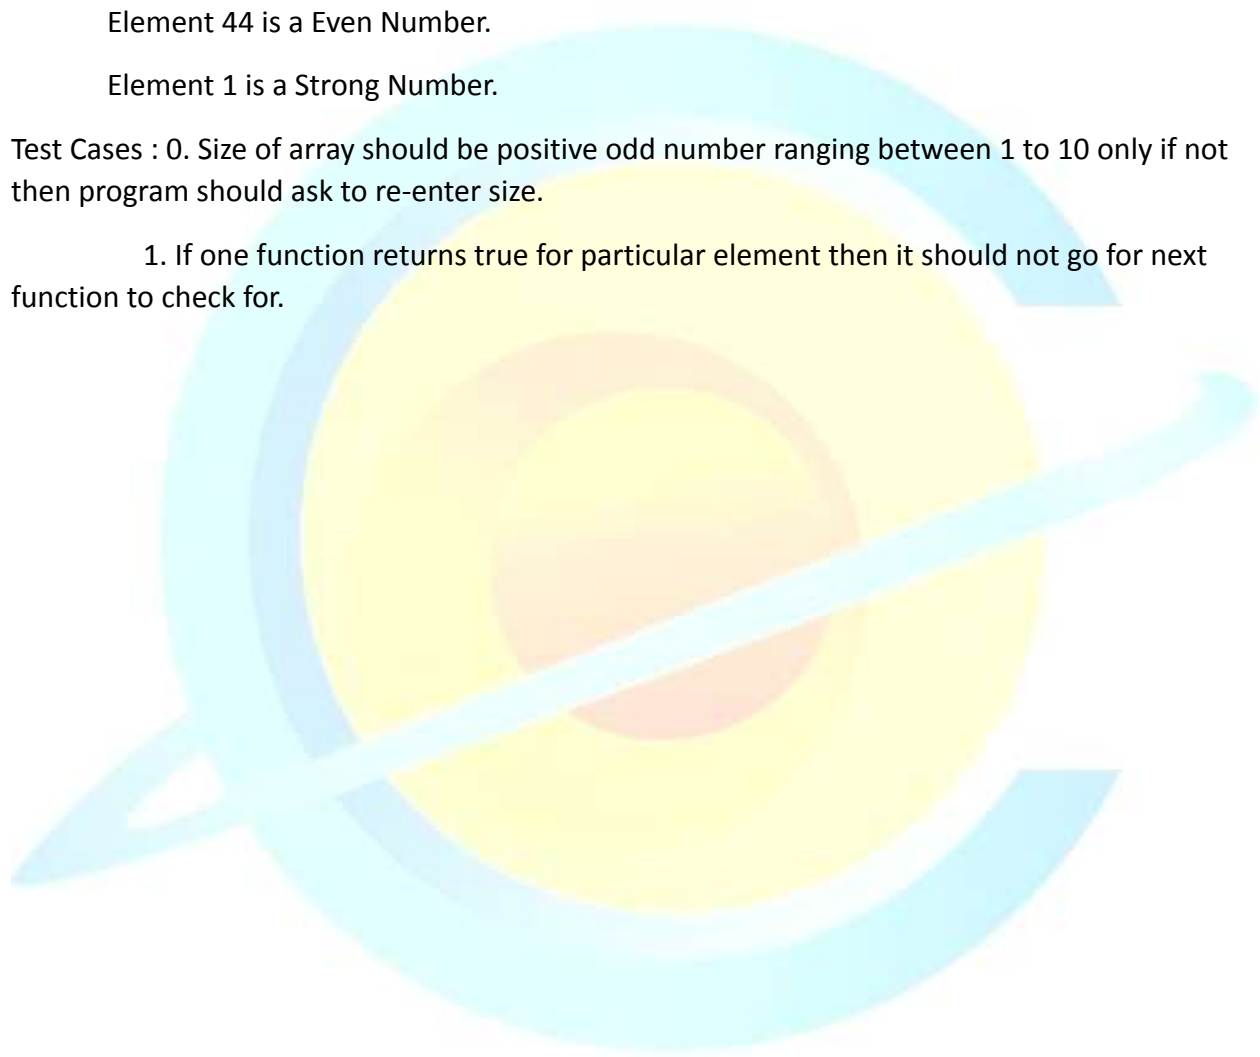 Element 44 is a Even Number.
Element 1 is a Strong Number.
Test Cases : 0. Size of array should be positive odd number ranging between 1 to 10 only if not
then program should ask to re-enter size.
1. If one function returns true for particular element then it should not go for next
function to check for.